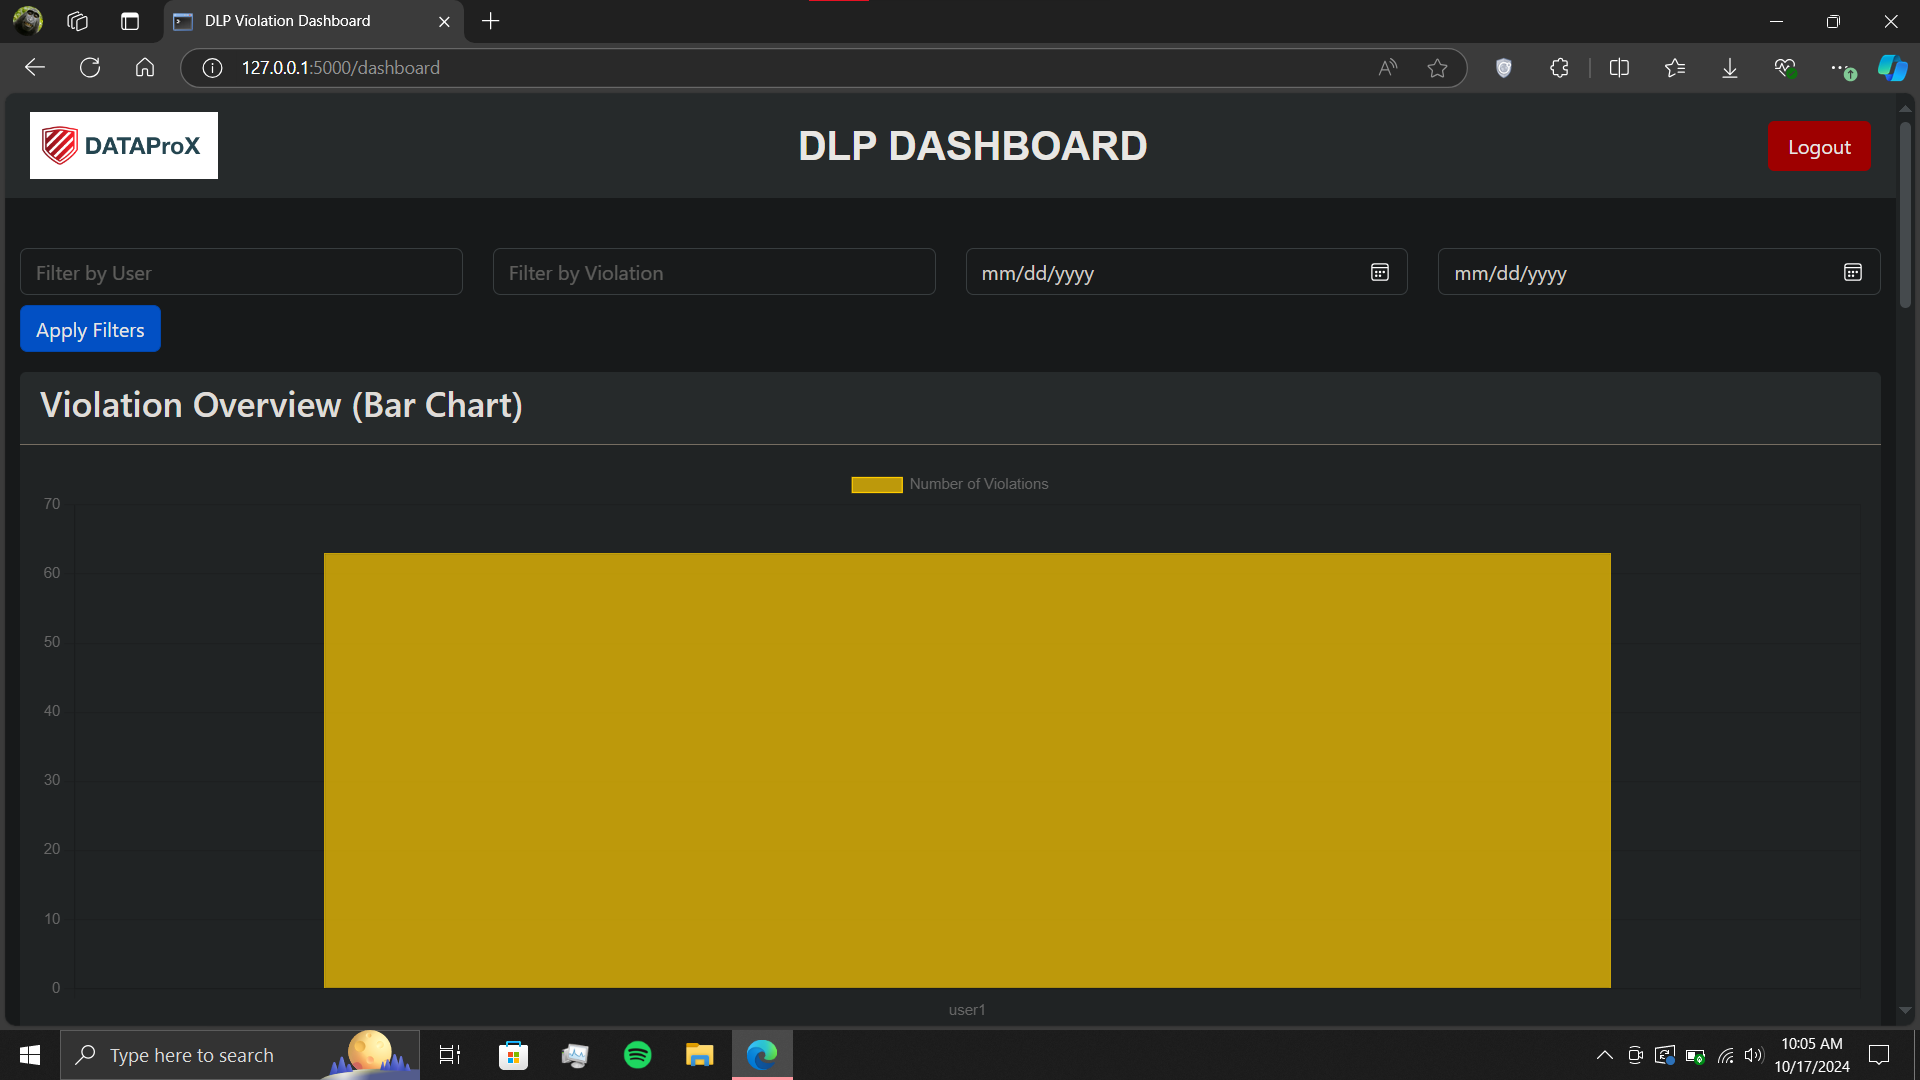 DLP Violation Dashboard
127.0.0.1:5000/dashboard
DATAProX
DLP DASHBOARD
Logout
Filter by User
Filter by Violation
mm/dd/yyyy
mm/dd/yyyy
Apply Filters
Violation Overview (Bar Chart)
Number of Violations
70
60
50
40
30
20
10
0
user1
Type here to search
10:05 AM
10/17/2024